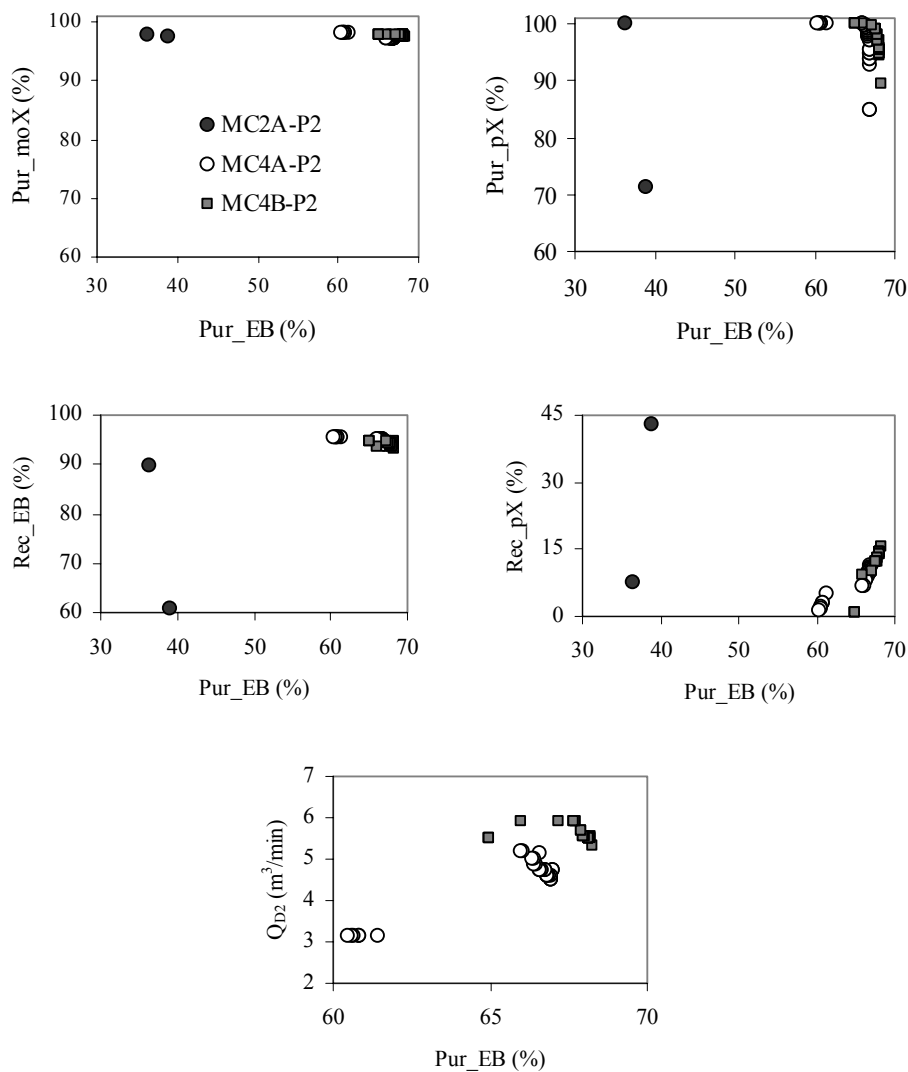 Pur_moX (%)
100
90
80
70
60
30 40 50 60 70
Pur_EB (%)
MC2A-P2
MC4A-P2
MC4B-P2
Pur_pX (%)
100
90
80
70
60
30 40 50 60 70
Pur_EB (%)
Rec_EB (%)
100
90
80
70
60
30 40 50 60 70
Pur_EB (%)
Rec_pX (%)
45
30
15
0
30 40 50 60 70
Pur_EB (%)
Q_D2 (m³/min)
7
6
5
4
3
2
60 65 70
Pur_EB (%)